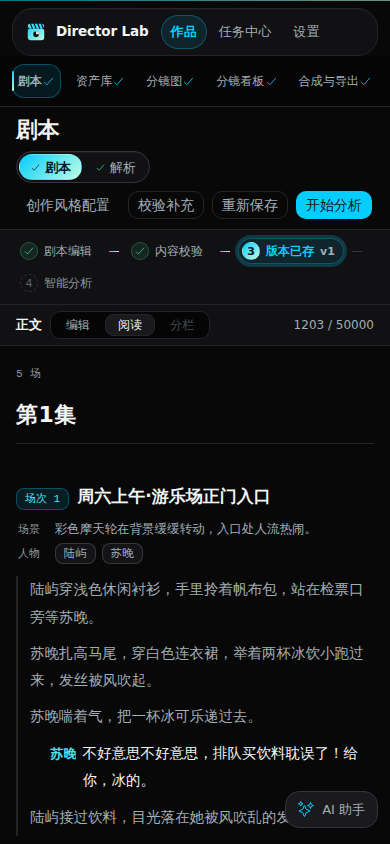 Director Lab 作品 任务中心 设置
剧本 资产库 分镜图 分镜看板 合成与导出
剧本
剧本 解析
创作风格配置 校验补充 重新保存 开始分析
剧本编辑 内容校验 3 版本已存 v1
4 智能分析
正文 编辑 阅读 分栏 1203 / 50000
5 场
第1集
场次 1 周六上午·游乐场正门入口
场景 彩色摩天轮在背景缓缓转动，入口处人流热闹。
人物 陆屿 苏晚
陆屿穿浅色休闲衬衫，手里拎着帆布包，站在检票口
旁等苏晚。
苏晚扎高马尾，穿白色连衣裙，举着两杯冰饮小跑过
来，发丝被风吹起。
苏晚喘着气，把一杯冰可乐递过去。
苏晚 不好意思不好意思，排队买饮料耽误了！给
你，冰的。
陆屿接过饮料，目光落在她被风吹乱的发
AI 助手